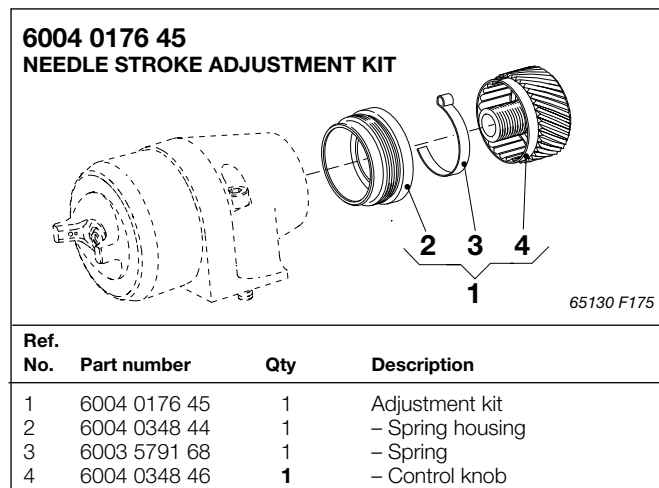 6004 0176 45
NEEDLE STROKE ADJUSTMENT KIT
2 3 4
1
65130 F175
Ref.
No. Part number Qty Description
1 6004 0176 45 1 Adjustment kit
2 6004 0348 44 1 – Spring housing
3 6003 5791 68 1 – Spring
4 6004 0348 46 1 – Control knob